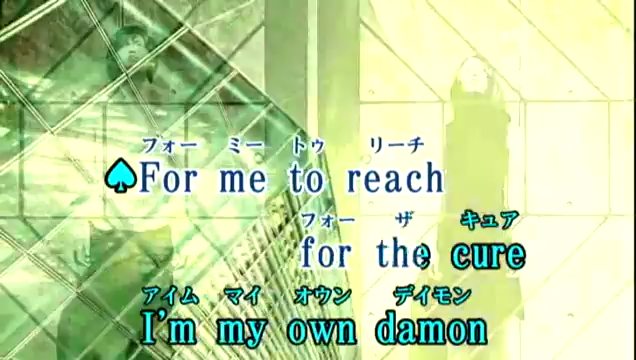 フォー ミー トゥ リーチ
♠For me to reach
フォー ザ キュア
for the cure
アイム マイ オウン デイモン
I'm my own damon